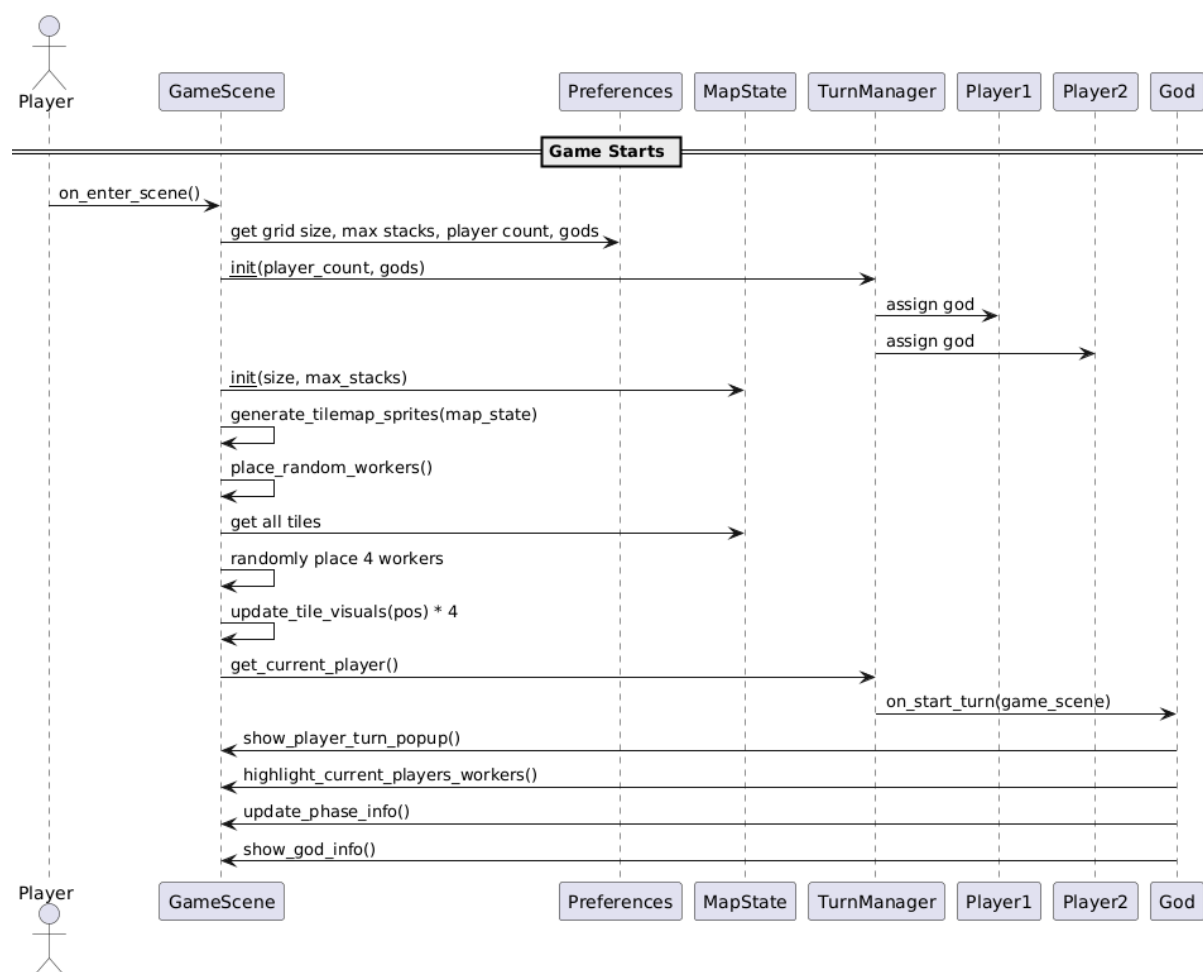 Player
GameScene
Preferences
MapState
TurnManager
Player1
Player2
God
Game Starts
on_enter_scene()
get grid size, max stacks, player count, gods
init(player_count, gods)
assign god
assign god
init(size, max_stacks)
generate_tilemap_sprites(map_state)
place_random_workers()
get all tiles
randomly place 4 workers
update_tile_visuals(pos) * 4
get_current_player()
on_start_turn(game_scene)
show_player_turn_popup()
highlight_current_players_workers()
update_phase_info()
show_god_info()
Player
GameScene
Preferences
MapState
TurnManager
Player1
Player2
God